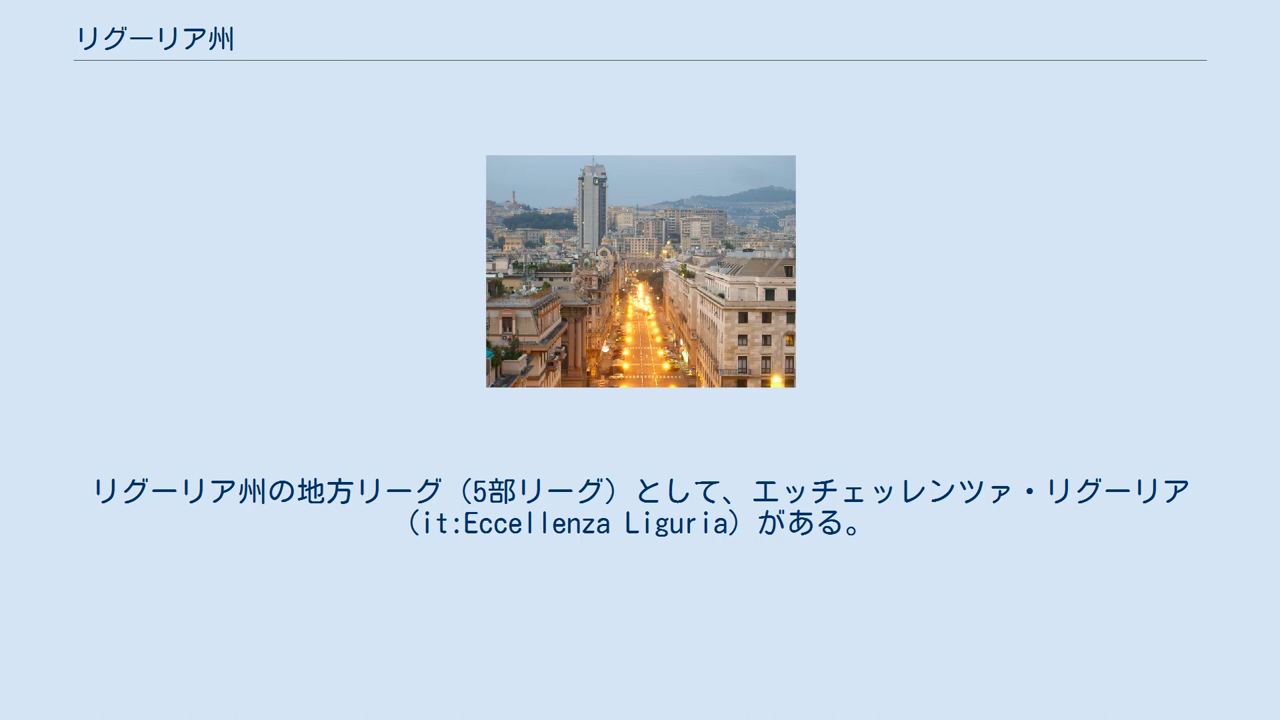 リグーリア州
リグーリア州の地方リーグ（5部リーグ）として、エッチェッレンツァ・リグーリア
（it:Eccellenza Liguria）がある。